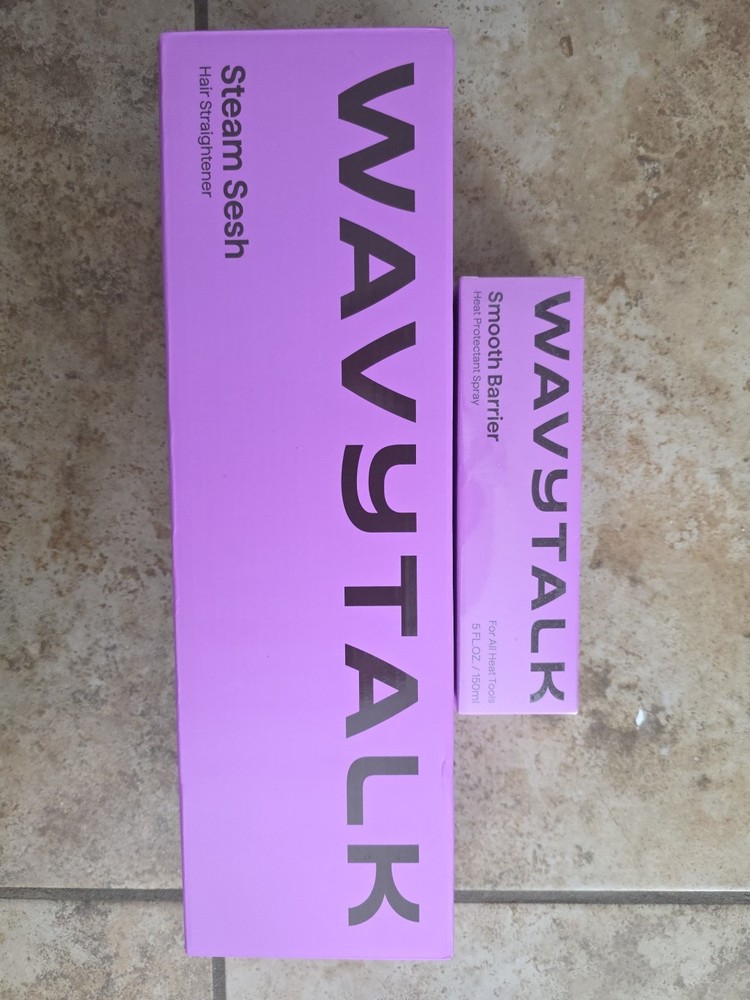 WAVYTALK
Steam Sesh
Hair Straightener
WAVYTALK
Smooth Barrier
Heat Protectant Spray
For All Heat Tools
5 FL.OZ. / 150ml